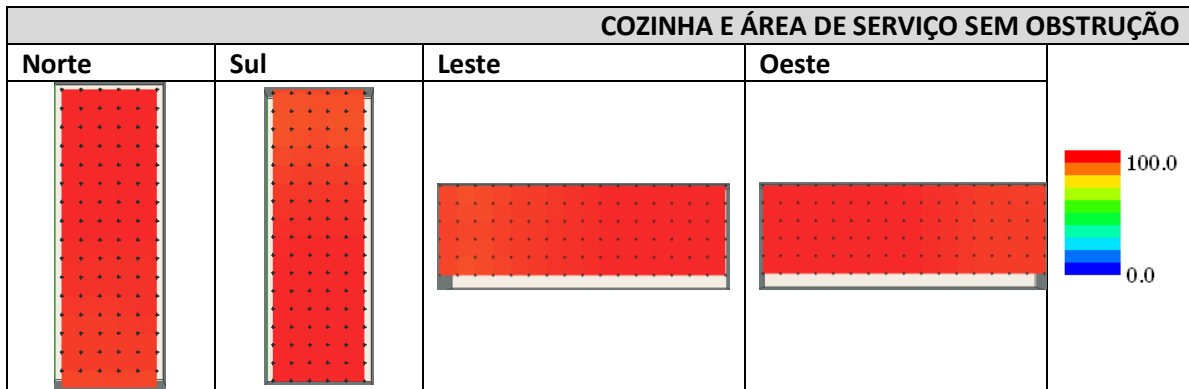 COZINHA E ÁREA DE SERVIÇO SEM OBSTRUÇÃO
Norte Sul Leste Oeste
100.0
0.0